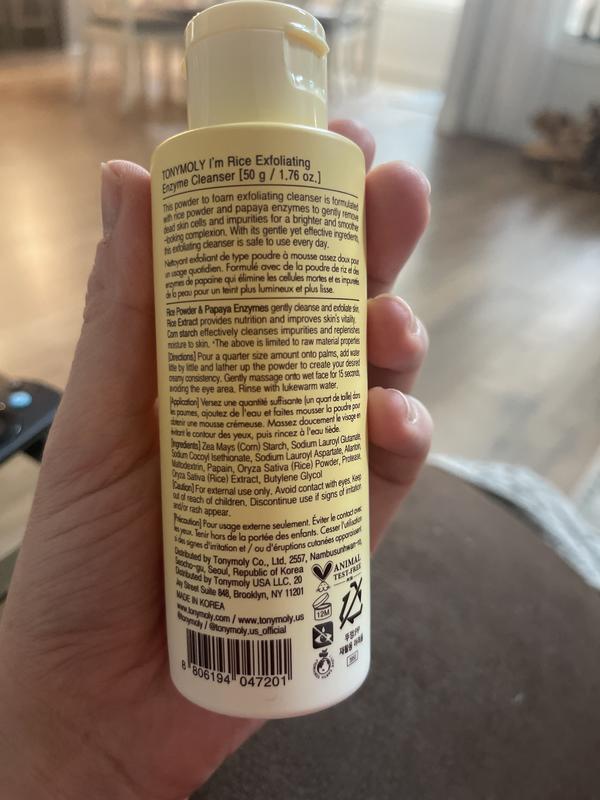 TONYMOLY I'm Rice Exfoliating
Enzyme Cleanser [50 g / 1.76 oz.]
This powder to foam exfoliating cleanser is formulated
with rice powder and papaya enzymes to gently remove
dead skin cells and impurities for a brighter and smoother
-looking complexion. With its gentle yet effective ingredients,
this exfoliating cleanser is safe to use every day.
Nettoyant exfoliant de type poudre à mousse assez doux pour
un usage quotidien. Formulé avec de la poudre de riz et des
enzymes de papaïne qui élimine les cellules mortes et es impuretés
de la peau pour un teint plus lumineux et plus lisse.
Rice Powder & Papaya Enzymes gently cleanse and exfoliate skin,
Rice Extract provides nutrition and improves skin's vitality.
Corn starch effectively cleanses impurities and replenishes
moisture to skin. *The above is limited to raw material properties
[Directions] Pour a quarter size amount onto palms, add water
little by little and lather up the powder to create your desired
creamy consistency. Gently massage onto wet face for 15 seconds,
avoiding the eye area. Rinse with lukewarm water.
[Application] Versez une quantité suffisante (un quart de taille) dans
les paumes, ajoutez de l'eau et faites mousser la poudre pour
obtenir une mousse crémeuse. Massez doucement le visage en
évitant le contour des yeux, puis rincez à l'eau tiède.
[Ingredients] Zea Mays (Corn) Starch, Sodium Lauroyl Glutamate,
Sodium Cocoyl Isethionate, Sodium Lauroyl Aspartate, Allantoin,
Maltodextrin, Papain, Oryza Sativa (Rice) Powder, Protease,
Oryza Sativa (Rice) Extract, Butylene Glycol
[Caution] For external use only. Avoid contact with eyes. Keep
out of reach of children. Discontinue use if signs of irritation
and/or rash appear.
[Précaution] Pour usage externe seulement. Éviter le contact avec
les yeux. Tenir hors de la portée des enfants. Cesser l'utilisation
si des signes d'irritation et / ou d'éruptions cutanées apparaissent
Distributed by Tonymoly Co., Ltd, 2557, Nambusunhwan-ro,
Seocho-gu, Seoul, Republic of Korea
Distributed by Tonymoly USA LLC. 20
Jay Street Suite 848, Brooklyn, NY 11201
MADE IN KOREA
www.tonymoly.com / www.tonymoly.us
@tonymoly / @tonymoly.us_official
ANIMAL
TEST-FREE
12M
8 806194 047201